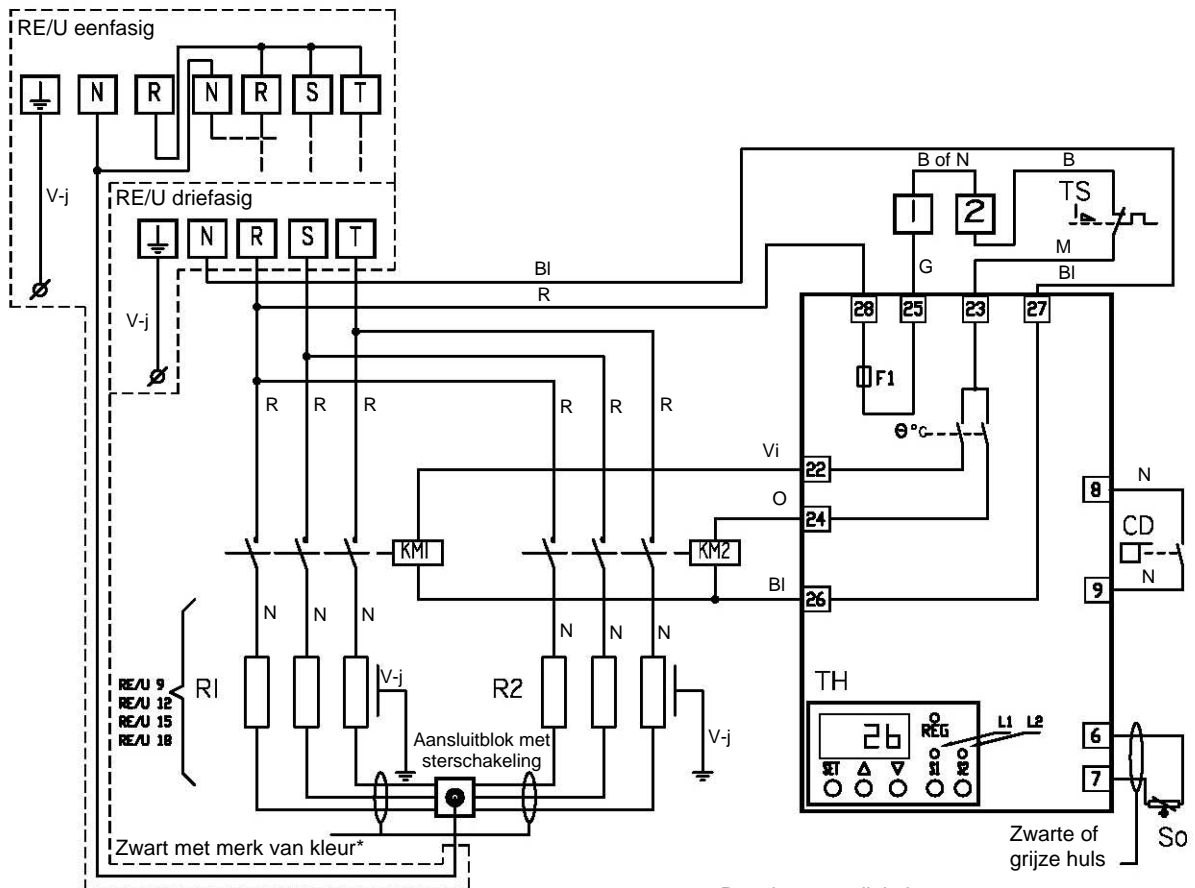 RE/U eenfasig
N R N R S T
V-j
RE/U driefasig
N R S T
V-j
B of N
B
1
2
TS
G
M
Bl
Bl
R
28 25 23 27
F1
θ°C
R R R
R R R
Vi
22
O
24
KM1
KM2
Bl
26
8
N
CD
N
9
N N N
N N N
RE/U 9
RE/U 12
RE/U 15
RE/U 18
R1
V-j
R2
V-j
Aansluitblok met
sterschakeling
TH
26
REG
L1 L2
SET
6
7
So
Zwarte of
grijze huls
Zwart met merk van kleur*